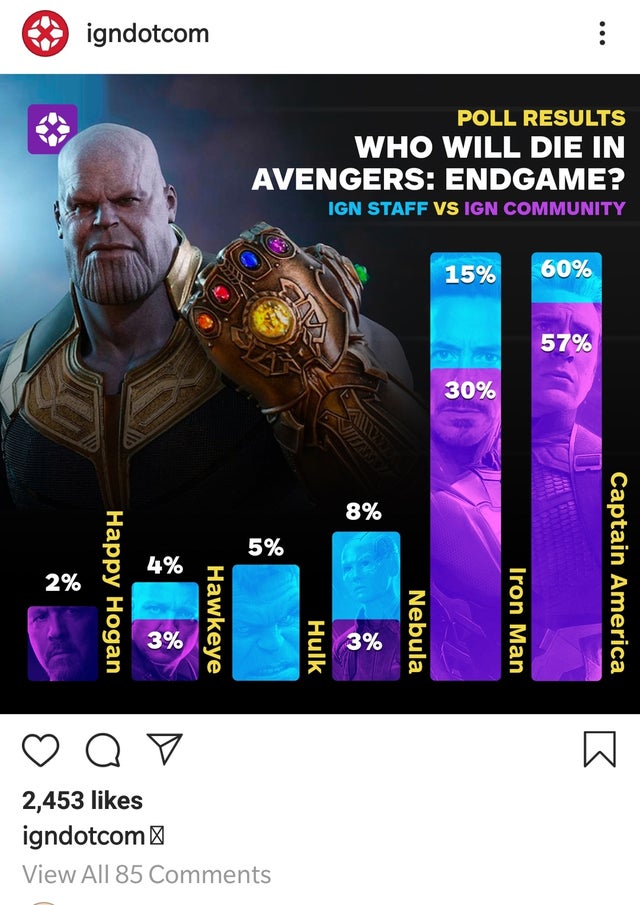 igndotcom
POLL RESULTS
WHO WILL DIE IN
AVENGERS: ENDGAME?
IGN STAFF VS IGN COMMUNITY
2%
Happy Hogan
4%
3%
Hawkeye
5%
Hulk
8%
3%
Nebula
15%
30%
Iron Man
60%
57%
Captain America
2,453 likes
igndotcom
View All 85 Comments